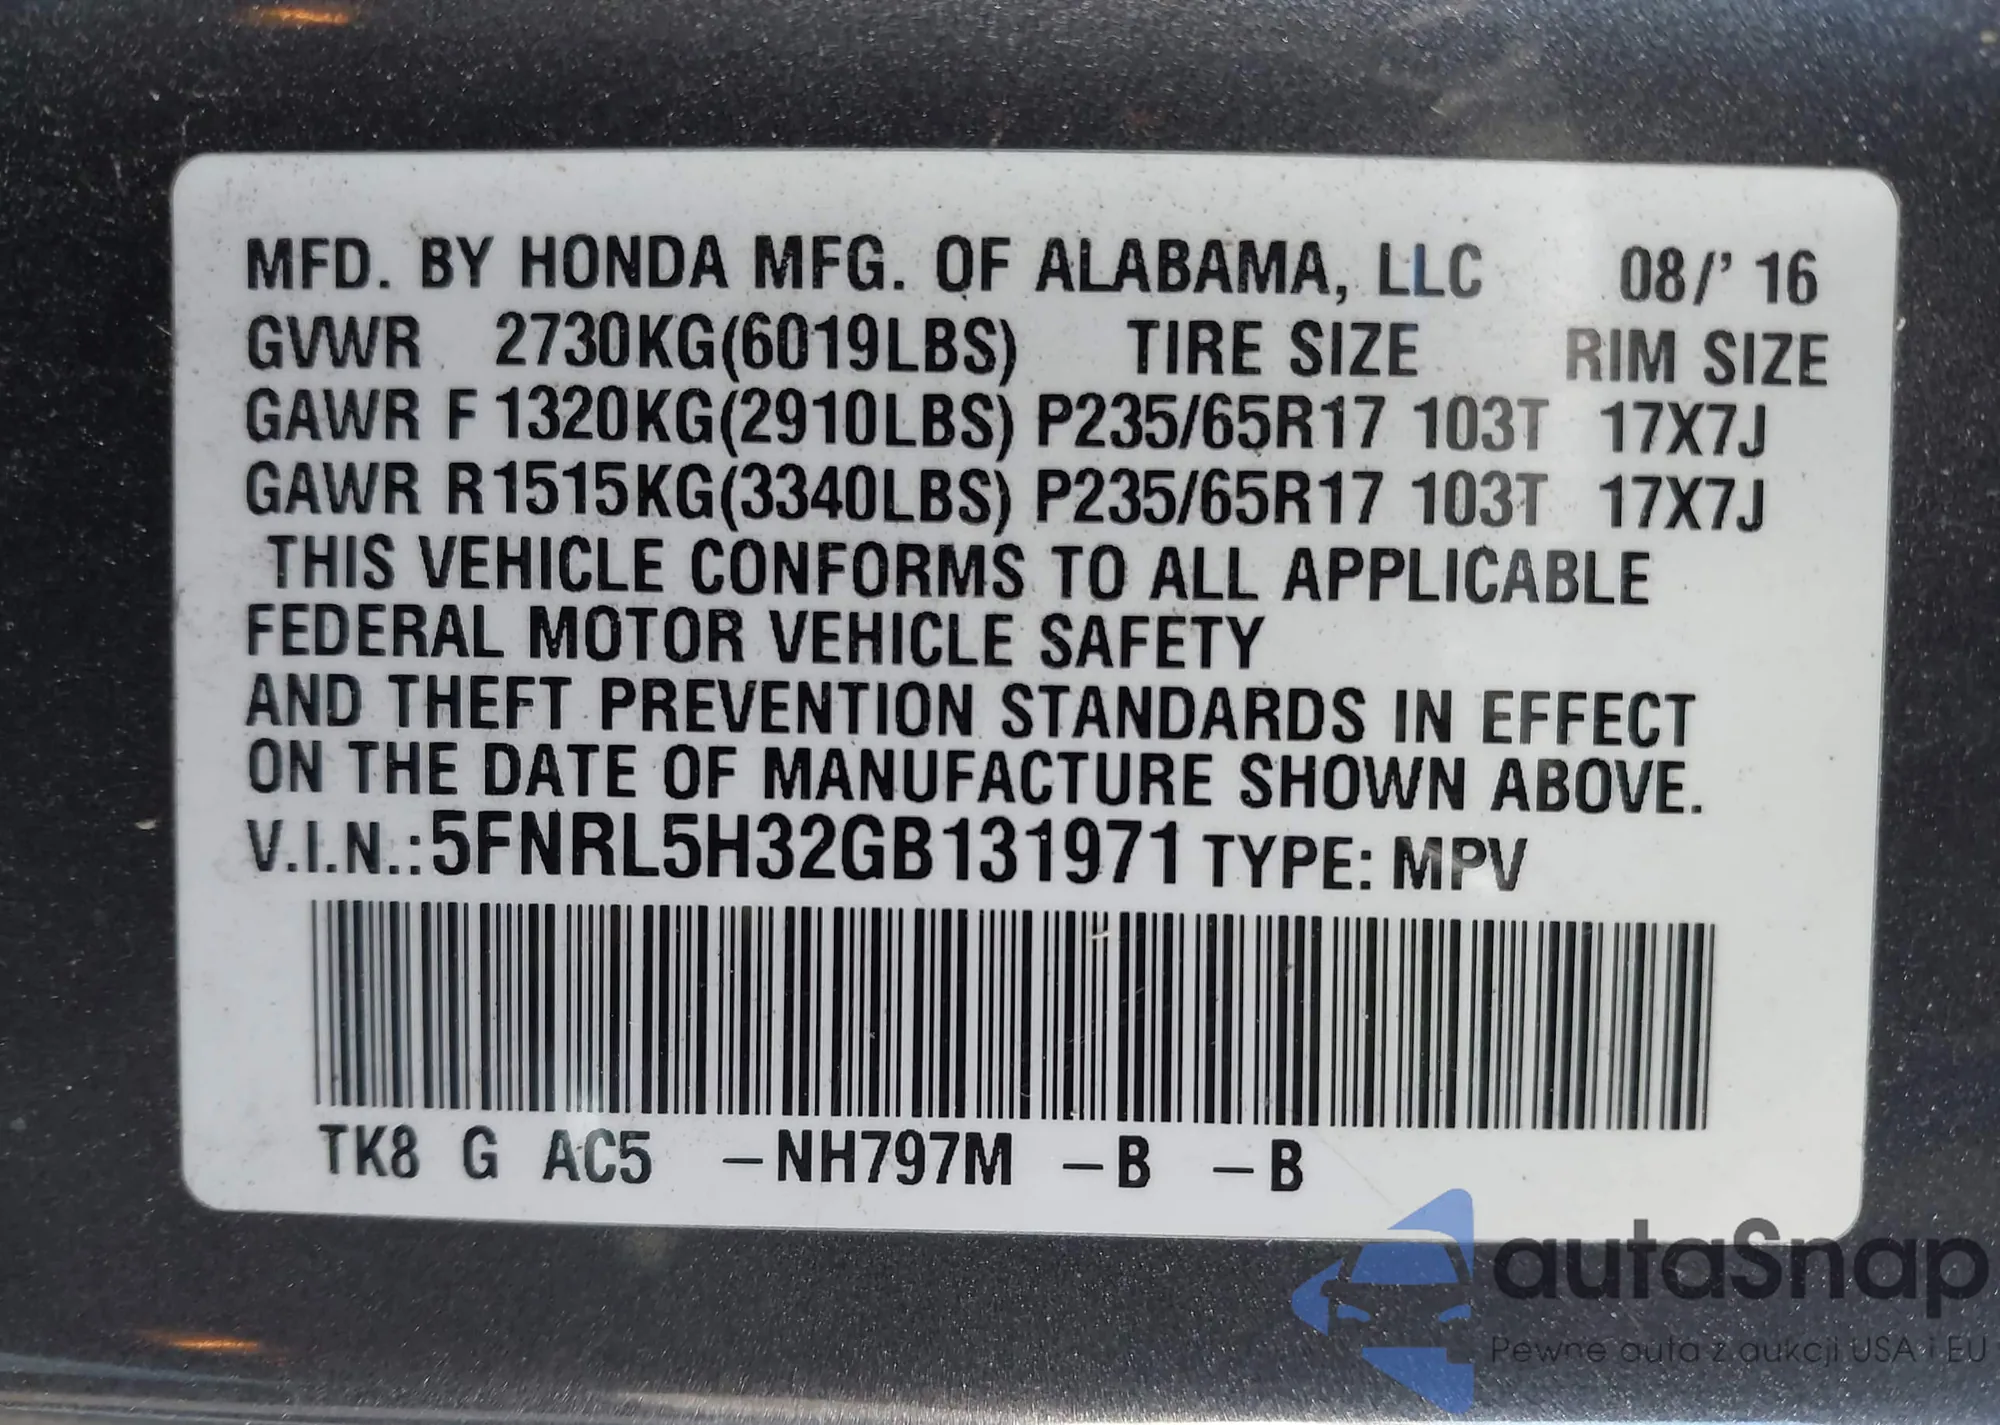 MFD. BY HONDA MFG. OF ALABAMA, LLC 08/' 16
GVWR 2730KG(6019LBS) TIRE SIZE RIM SIZE
GAWR F 1320KG(2910LBS) P235/65R17 103T 17X7J
GAWR R1515KG(3340LBS) P235/65R17 103T 17X7J
THIS VEHICLE CONFORMS TO ALL APPLICABLE
FEDERAL MOTOR VEHICLE SAFETY
AND THEFT PREVENTION STANDARDS IN EFFECT
ON THE DATE OF MANUFACTURE SHOWN ABOVE.
V.I.N.:5FNRL5H32GB131971 TYPE: MPV
TK8 G AC5 –NH797M –B –B
autaSnap
Pewne auta z aukcji USA i EU